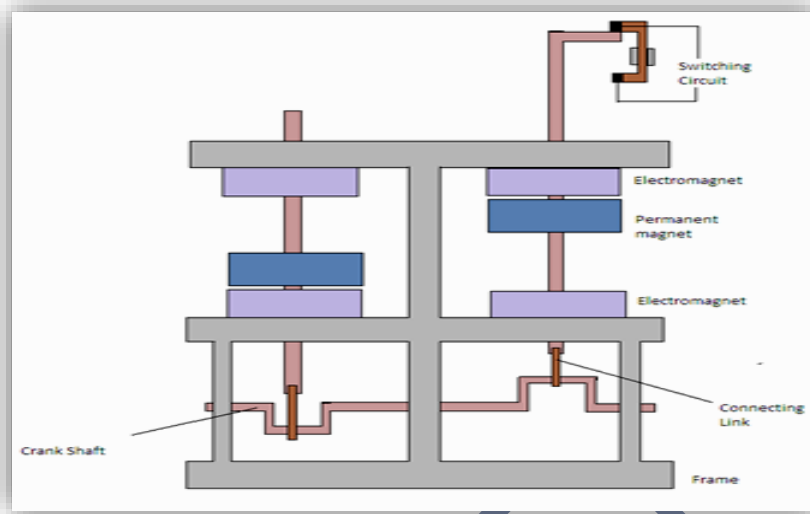 Switching
Circuit
Electromagnet
Permanent
magnet
Electromagnet
Connecting
Link
Crank Shaft
Frame